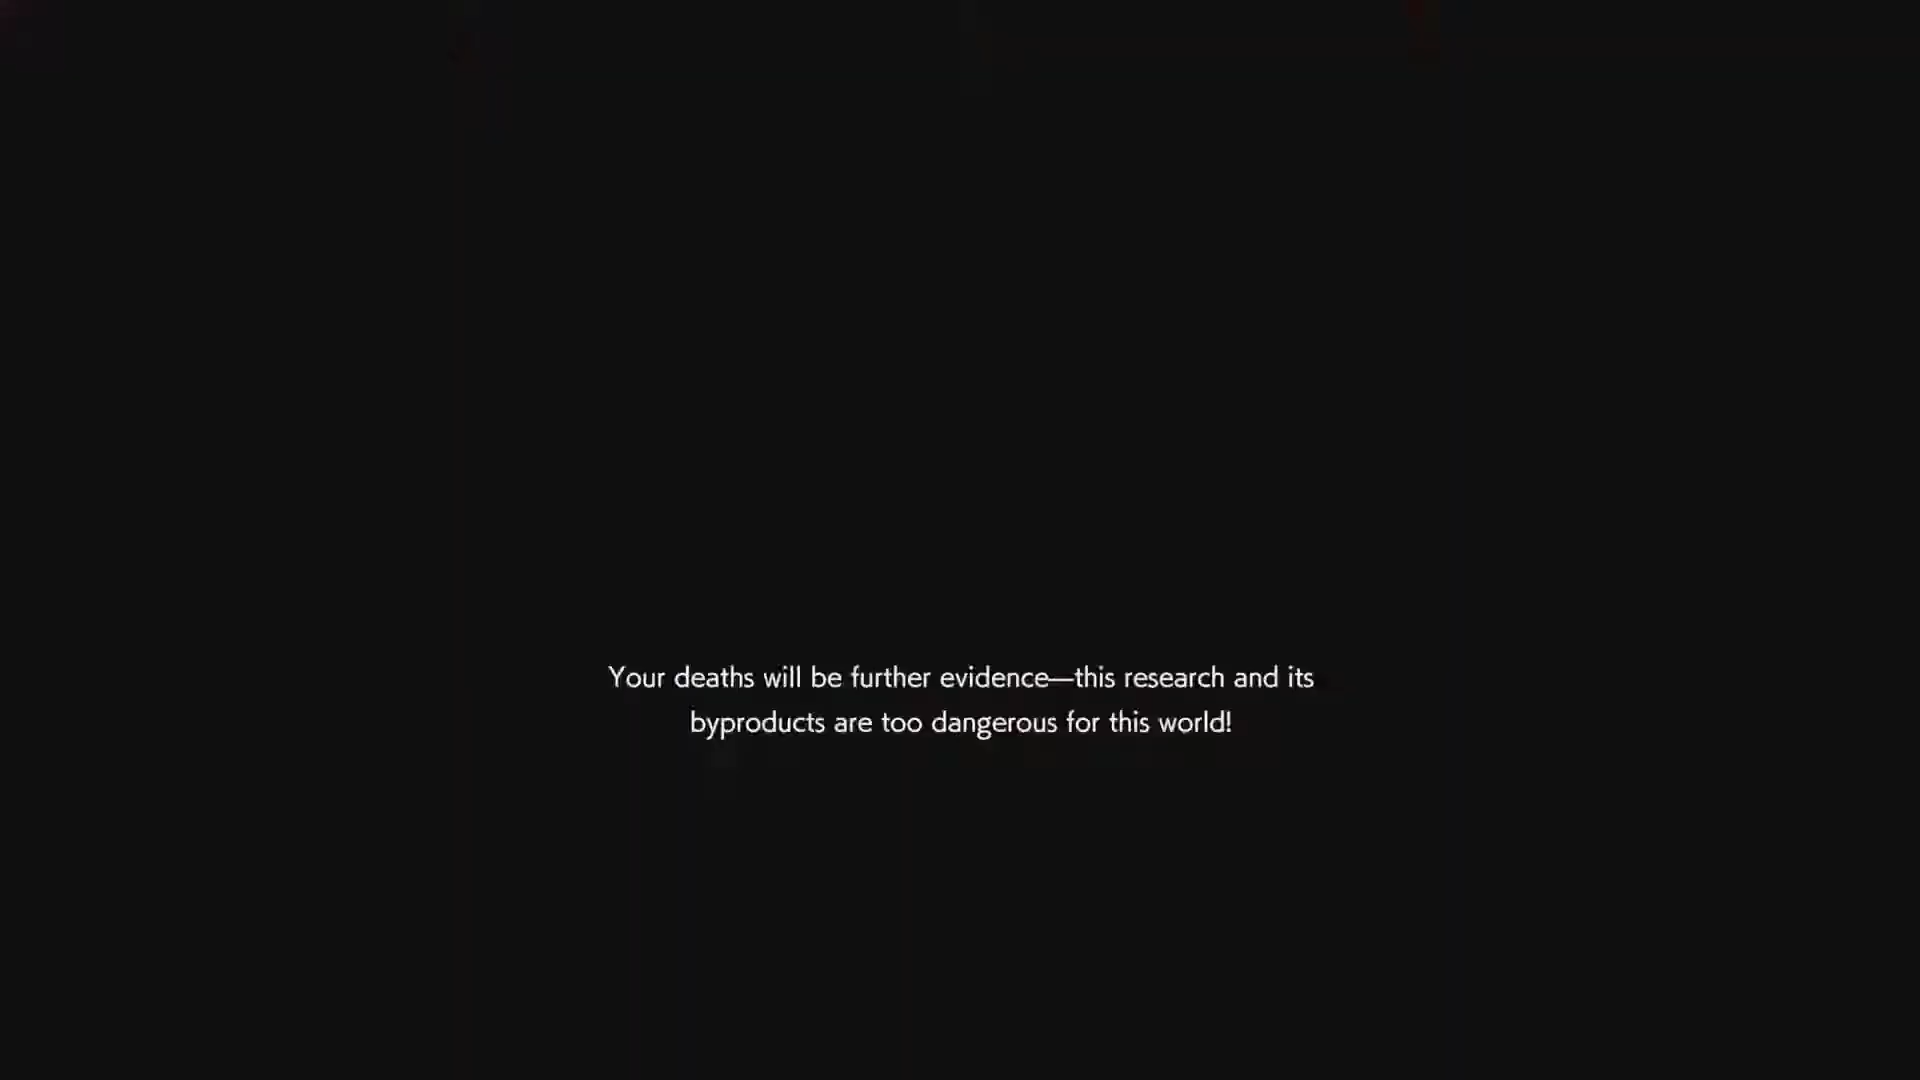 Your deaths will be further evidence—this research and its
byproducts are too dangerous for this world!